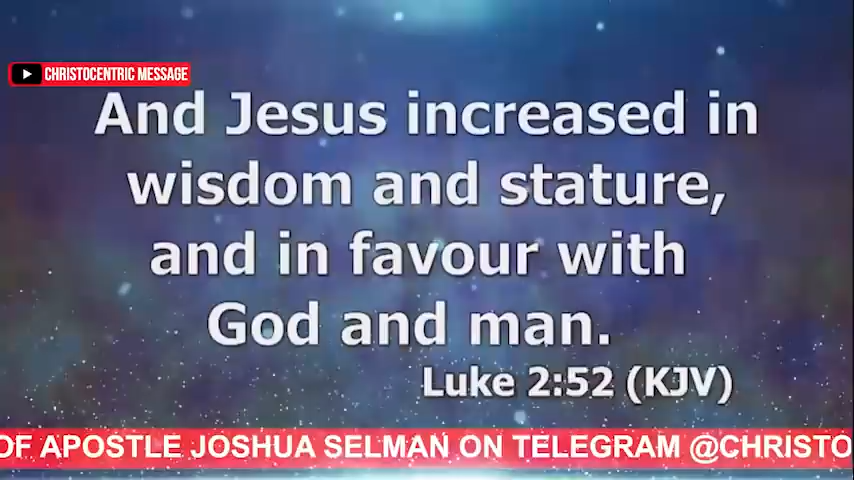 CHRISTOCENTRIC MESSAGE
And Jesus increased in
wisdom and stature,
and in favour with
God and man.
Luke 2:52 (KJV)
OF APOSTLE JOSHUA SELMAN ON TELEGRAM @CHRISTO